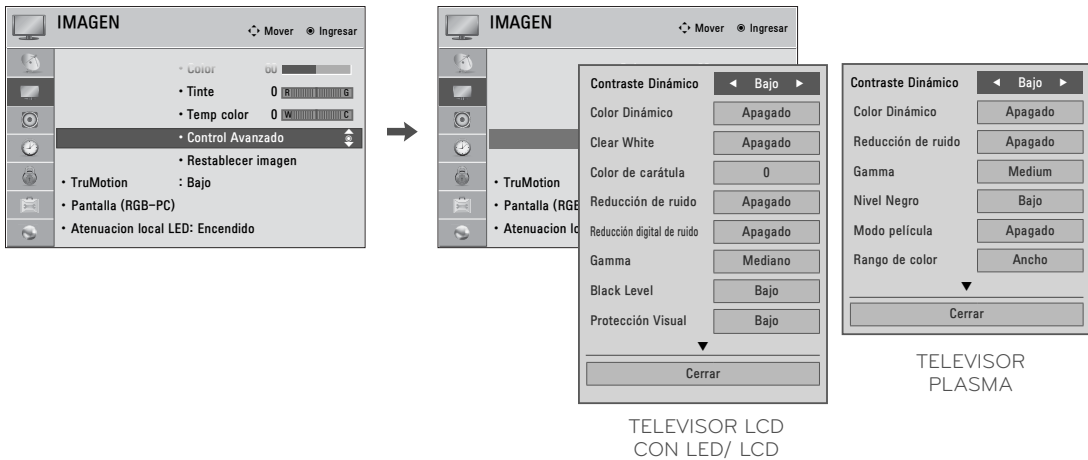 IMAGEN
Mover Ingresar
• Color 60
• Tinte 0 R G
• Temp color 0 W C
• Control Avanzado
• Restablecer imagen
• TruMotion : Bajo
• Pantalla (RGB-PC)
• Atenuacion local LED: Encendido
IMAGEN
Mover Ingresar
• TruMotion
• Pantalla (RGB
• Atenuacion lo
Contraste Dinámico ◄ Bajo ►
Color Dinámico Apagado
Clear White Apagado
Color de carátula 0
Reducción de ruido Apagado
Reducción digital de ruido Apagado
Gamma Mediano
Black Level Bajo
Protección Visual Bajo
▼
Cerrar
TELEVISOR LCD
CON LED/ LCD
Contraste Dinámico ◄ Bajo ►
Color Dinámico Apagado
Reducción de ruido Apagado
Gamma Medium
Nivel Negro Bajo
Modo película Apagado
Rango de color Ancho
▼
Cerrar
TELEVISOR
PLASMA